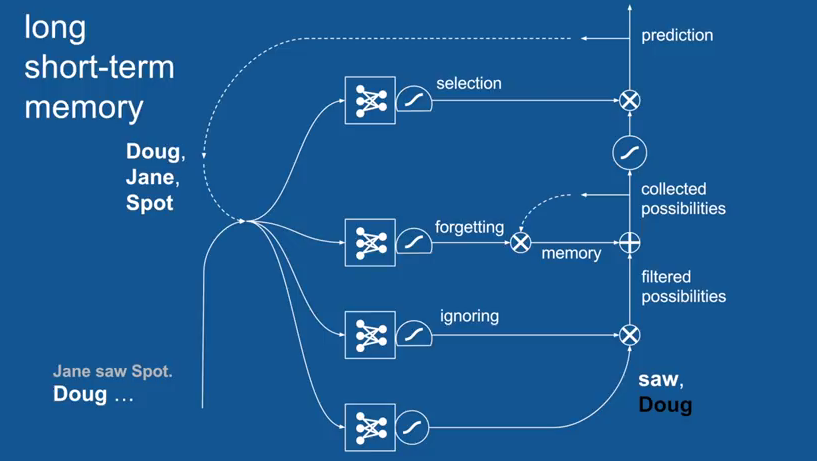 long
short-term
memory
prediction
selection
Doug,
Jane,
Spot
collected
possibilities
forgetting
memory
filtered
possibilities
ignoring
Jane saw Spot.
Doug …
saw,
Doug